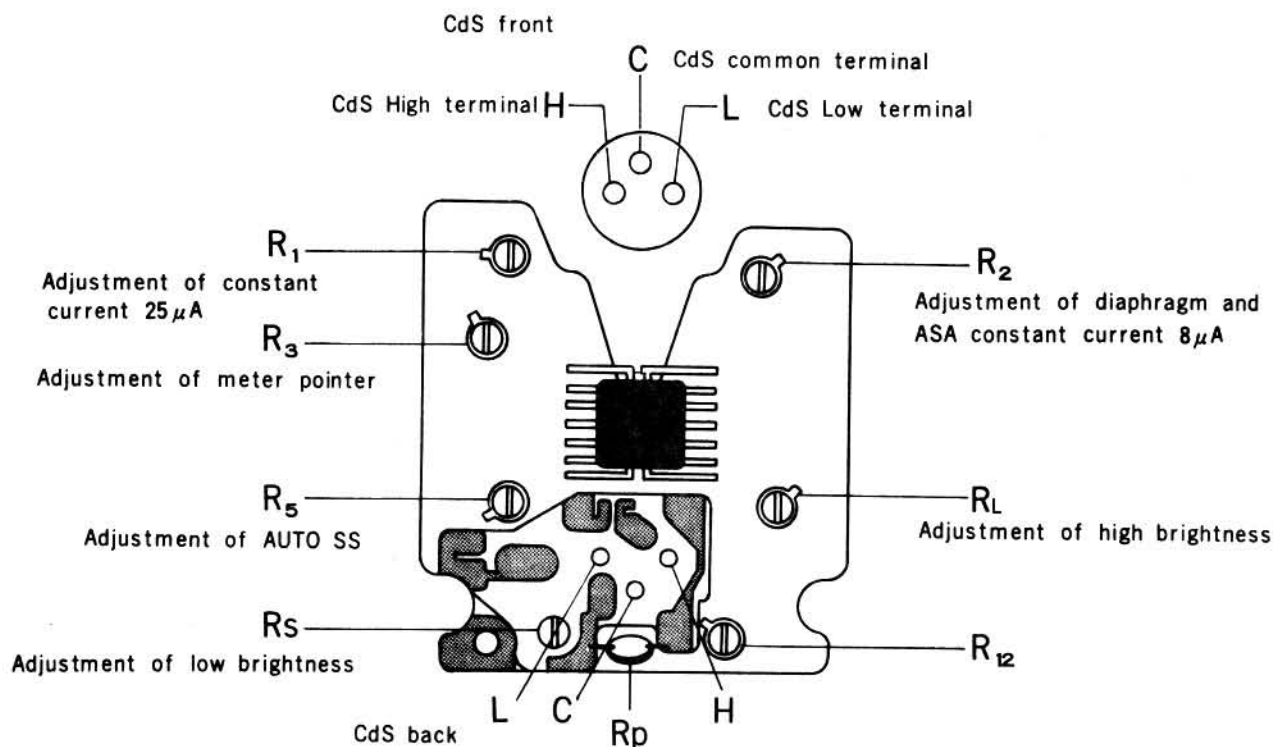 CdS front
C CdS common terminal
CdS High terminal H
L CdS Low terminal
R1
Adjustment of constant
current 25μA
R2
Adjustment of diaphragm and
ASA constant current 8μA
R3
Adjustment of meter pointer
R5
Adjustment of AUTO SS
RL
Adjustment of high brightness
RS
Adjustment of low brightness
R12
L C Rp H
CdS back